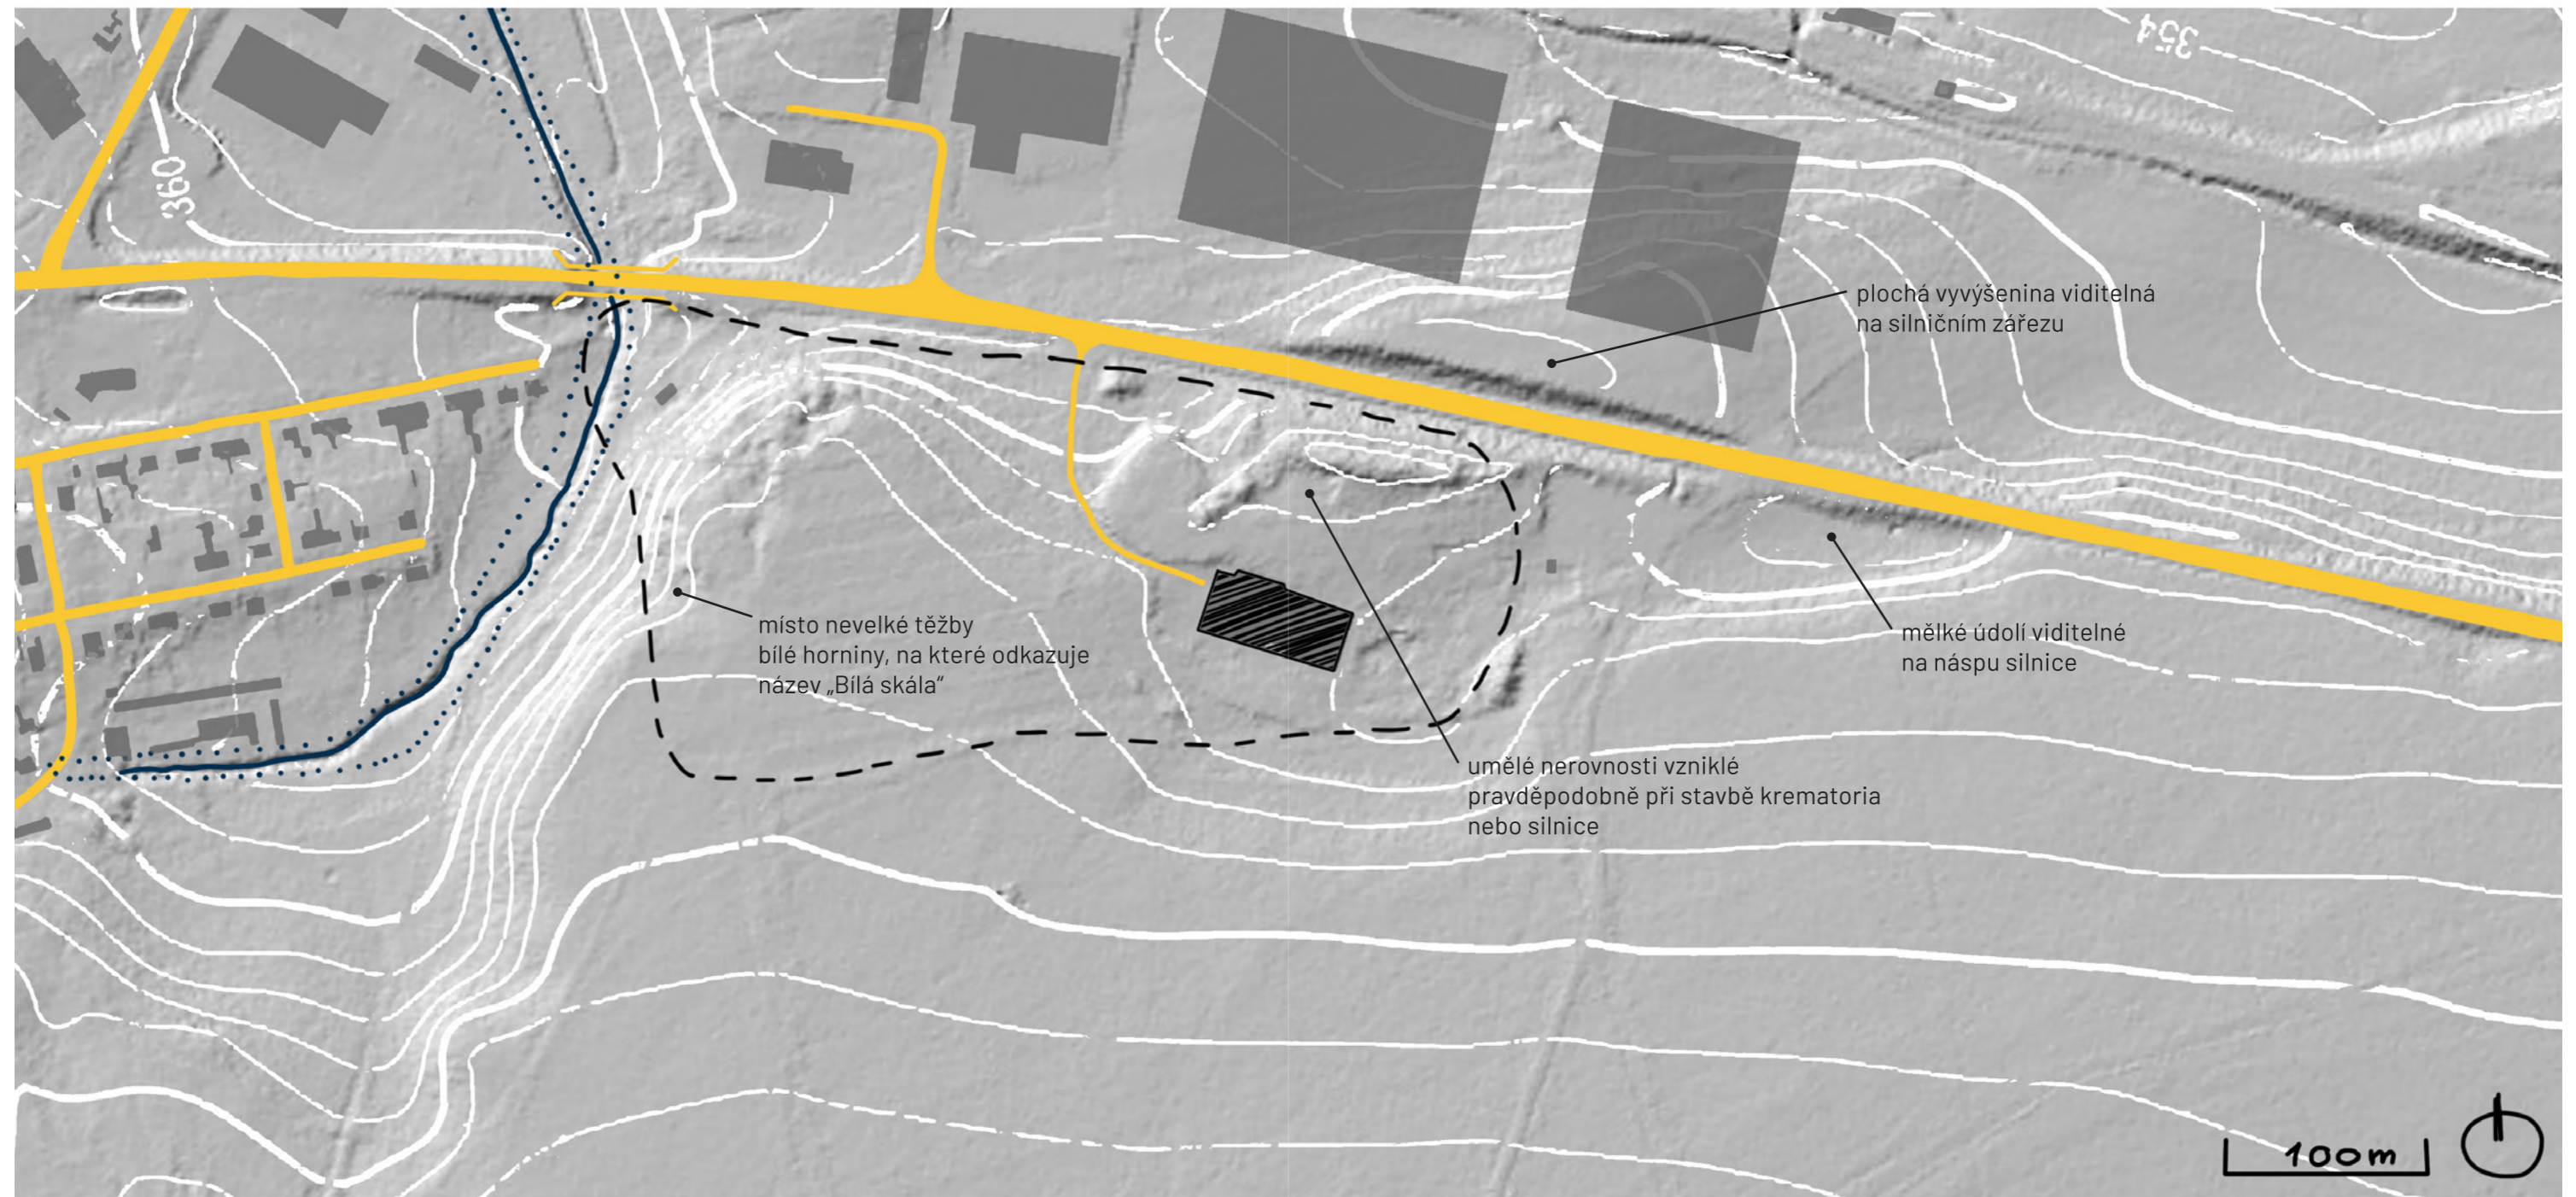 354
360
plochá vyvýšenina viditelná
na silničním zářezu
místo nevelké těžby
bílé horniny, na které odkazuje
název „Bílá skála“
mělké údolí viditelné
na náspu silnice
umělé nerovnosti vzniklé
pravděpodobně při stavbě krematoria
nebo silnice
100m